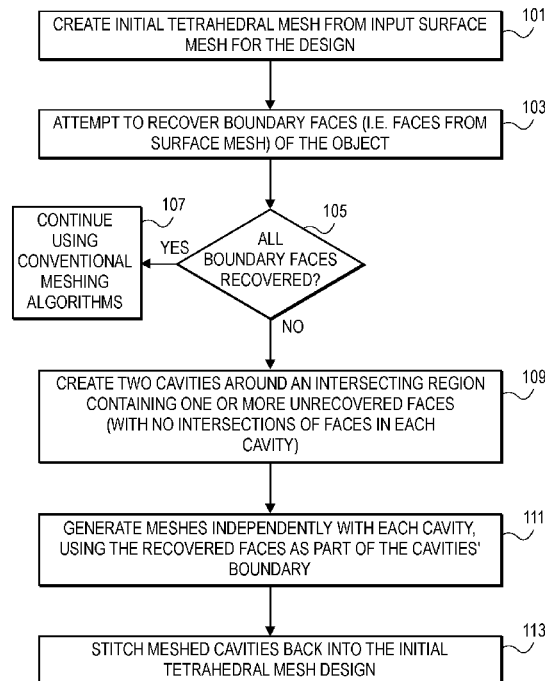 CREATE INITIAL TETRAHEDRAL MESH FROM INPUT SURFACE
MESH FOR THE DESIGN
101
ATTEMPT TO RECOVER BOUNDARY FACES (I.E. FACES FROM
SURFACE MESH) OF THE OBJECT
103
105
ALL
BOUNDARY FACES
RECOVERED?
YES
107
CONTINUE
USING
CONVENTIONAL
MESHING
ALGORITHMS
NO
CREATE TWO CAVITIES AROUND AN INTERSECTING REGION
CONTAINING ONE OR MORE UNRECOVERED FACES
(WITH NO INTERSECTIONS OF FACES IN EACH
CAVITY)
109
GENERATE MESHES INDEPENDENTLY WITH EACH CAVITY,
USING THE RECOVERED FACES AS PART OF THE CAVITIES'
BOUNDARY
111
STITCH MESHED CAVITIES BACK INTO THE INITIAL
TETRAHEDRAL MESH DESIGN
113